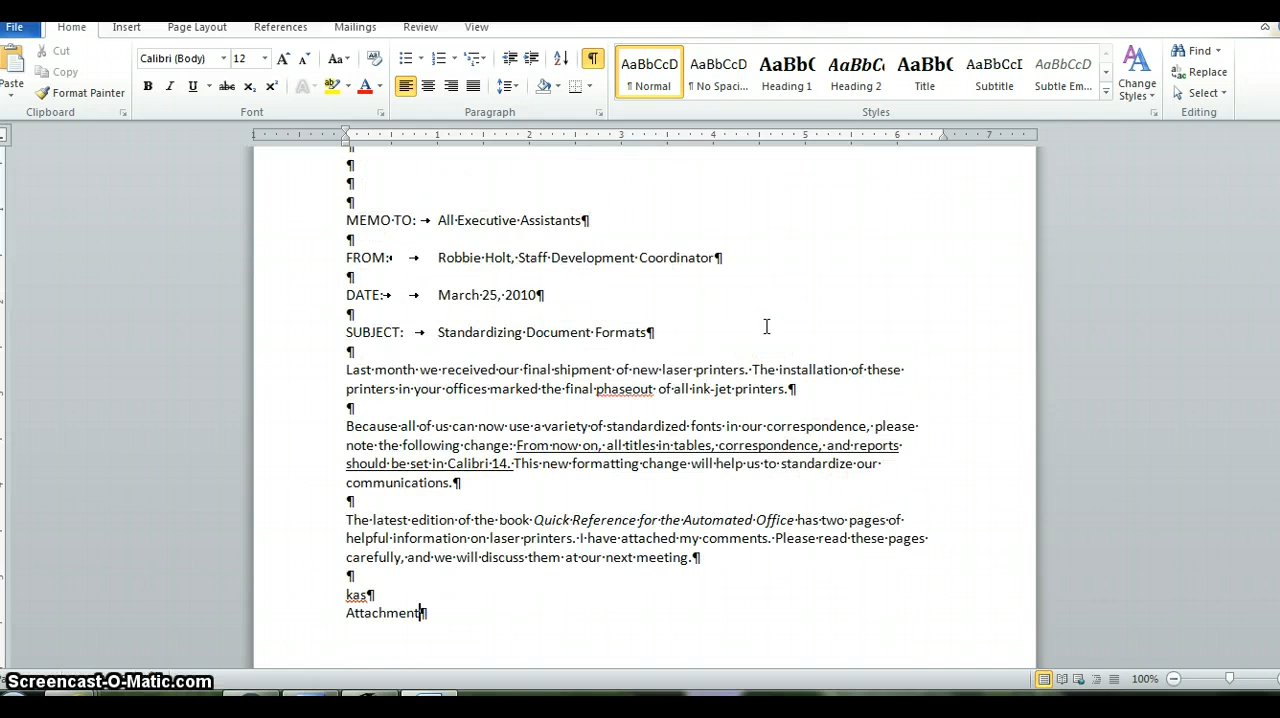 File Home Insert Page Layout References Mailings Review View
Cut
Copy
Paste
Format Painter
Clipboard
Calibri (Body) 12
Font
Paragraph
AaBbCcD AaBbCcD AaBbC AaBbC AaBbC AaBbCcI AaBbCcD
¶ Normal ¶ No Spaci... Heading 1 Heading 2 Title Subtitle Subtle Em...
Styles
Change Styles
Find
Replace
Select
Editing
1 1 2 3 4 5 6 7
MEMO TO: All Executive Assistants¶
FROM: Robbie Holt, Staff Development Coordinator¶
DATE: March 25, 2010¶
SUBJECT: Standardizing Document Formats¶
Last month we received our final shipment of new laser printers. The installation of these
printers in your offices marked the final phaseout of all ink-jet printers.¶
Because all of us can now use a variety of standardized fonts in our correspondence, please
note the following change: From now on, all titles in tables, correspondence, and reports
should be set in Calibri 14. This new formatting change will help us to standardize our
communications.¶
The latest edition of the book Quick Reference for the Automated Office has two pages of
helpful information on laser printers. I have attached my comments. Please read these pages
carefully, and we will discuss them at our next meeting.¶
kas¶
Attachment¶
Screencast-O-Matic.com
100%